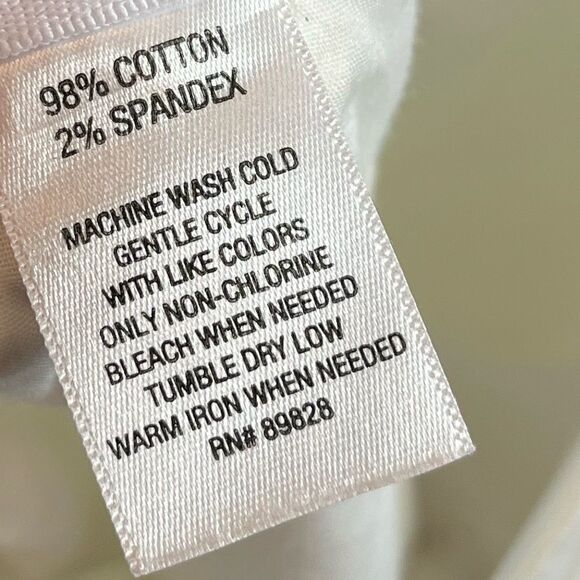 98% COTTON
2% SPANDEX
MACHINE WASH COLD
GENTLE CYCLE
WITH LIKE COLORS
ONLY NON-CHLORINE
BLEACH WHEN NEEDED
TUMBLE DRY LOW
WARM IRON WHEN NEEDED
RN# 89828